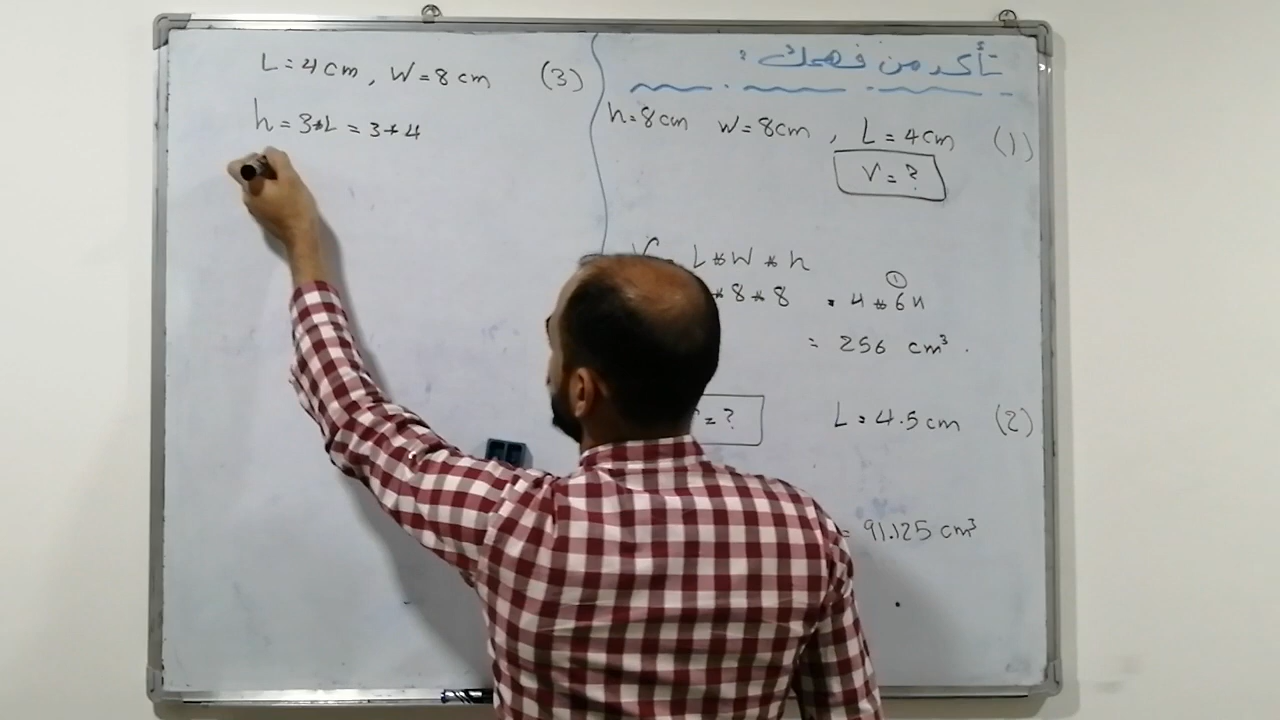 تأكد من فهمك :
(1) L = 4 cm , W = 8 cm h = 8 cm
V = ?
V = L * W * h
* 8 * 8 = 4 * 64
= 256 cm³ .
(2) L = 4.5 cm
= ?
= 91.125 cm³
(3) L = 4 cm , W = 8 cm
h = 3 * L = 3 * 4